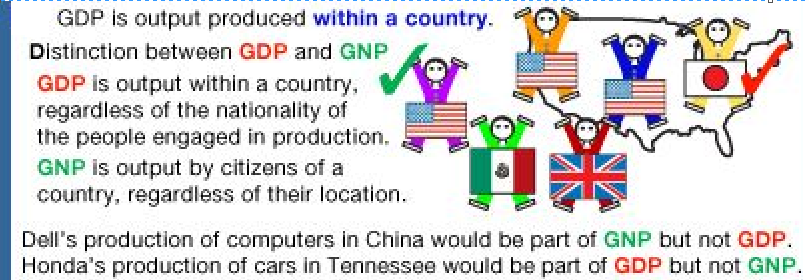 GDP is output produced within a country.
Distinction between GDP and GNP
GDP is output within a country,
regardless of the nationality of
the people engaged in production.
GNP is output by citizens of a
country, regardless of their location.
Dell's production of computers in China would be part of GNP but not GDP.
Honda's production of cars in Tennessee would be part of GDP but not GNP